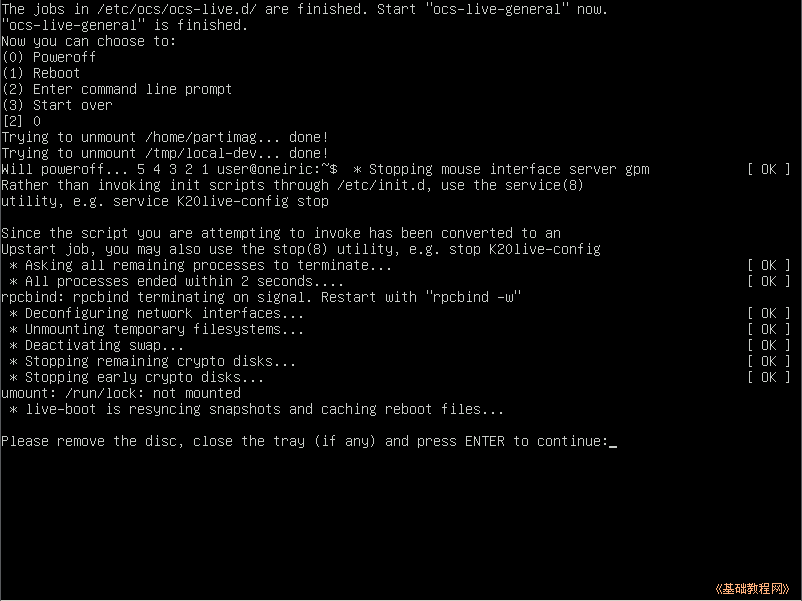 The jobs in /etc/ocs/ocs-live.d/ are finished. Start "ocs-live-general" now.
"ocs-live-general" is finished.
Now you can choose to:
(0) Poweroff
(1) Reboot
(2) Enter command line prompt
(3) Start over
[2] 0
Trying to unmount /home/partimag... done!
Trying to unmount /tmp/local-dev... done!
Will poweroff... 5 4 3 2 1 user@oneiric:~$  * Stopping mouse interface server gpm [ OK ]
Rather than invoking init scripts through /etc/init.d, use the service(8)
utility, e.g. service K20live-config stop
Since the script you are attempting to invoke has been converted to an
Upstart job, you may also use the stop(8) utility, e.g. stop K20live-config
* Asking all remaining processes to terminate... [ OK ]
* All processes ended within 2 seconds.... [ OK ]
rpcbind: rpcbind terminating on signal. Restart with "rpcbind -w"
* Deconfiguring network interfaces... [ OK ]
* Unmounting temporary filesystems... [ OK ]
* Deactivating swap... [ OK ]
* Stopping remaining crypto disks... [ OK ]
* Stopping early crypto disks... [ OK ]
umount: /run/lock: not mounted
* live-boot is resyncing snapshots and caching reboot files...
Please remove the disc, close the tray (if any) and press ENTER to continue:_
《基础教程网》